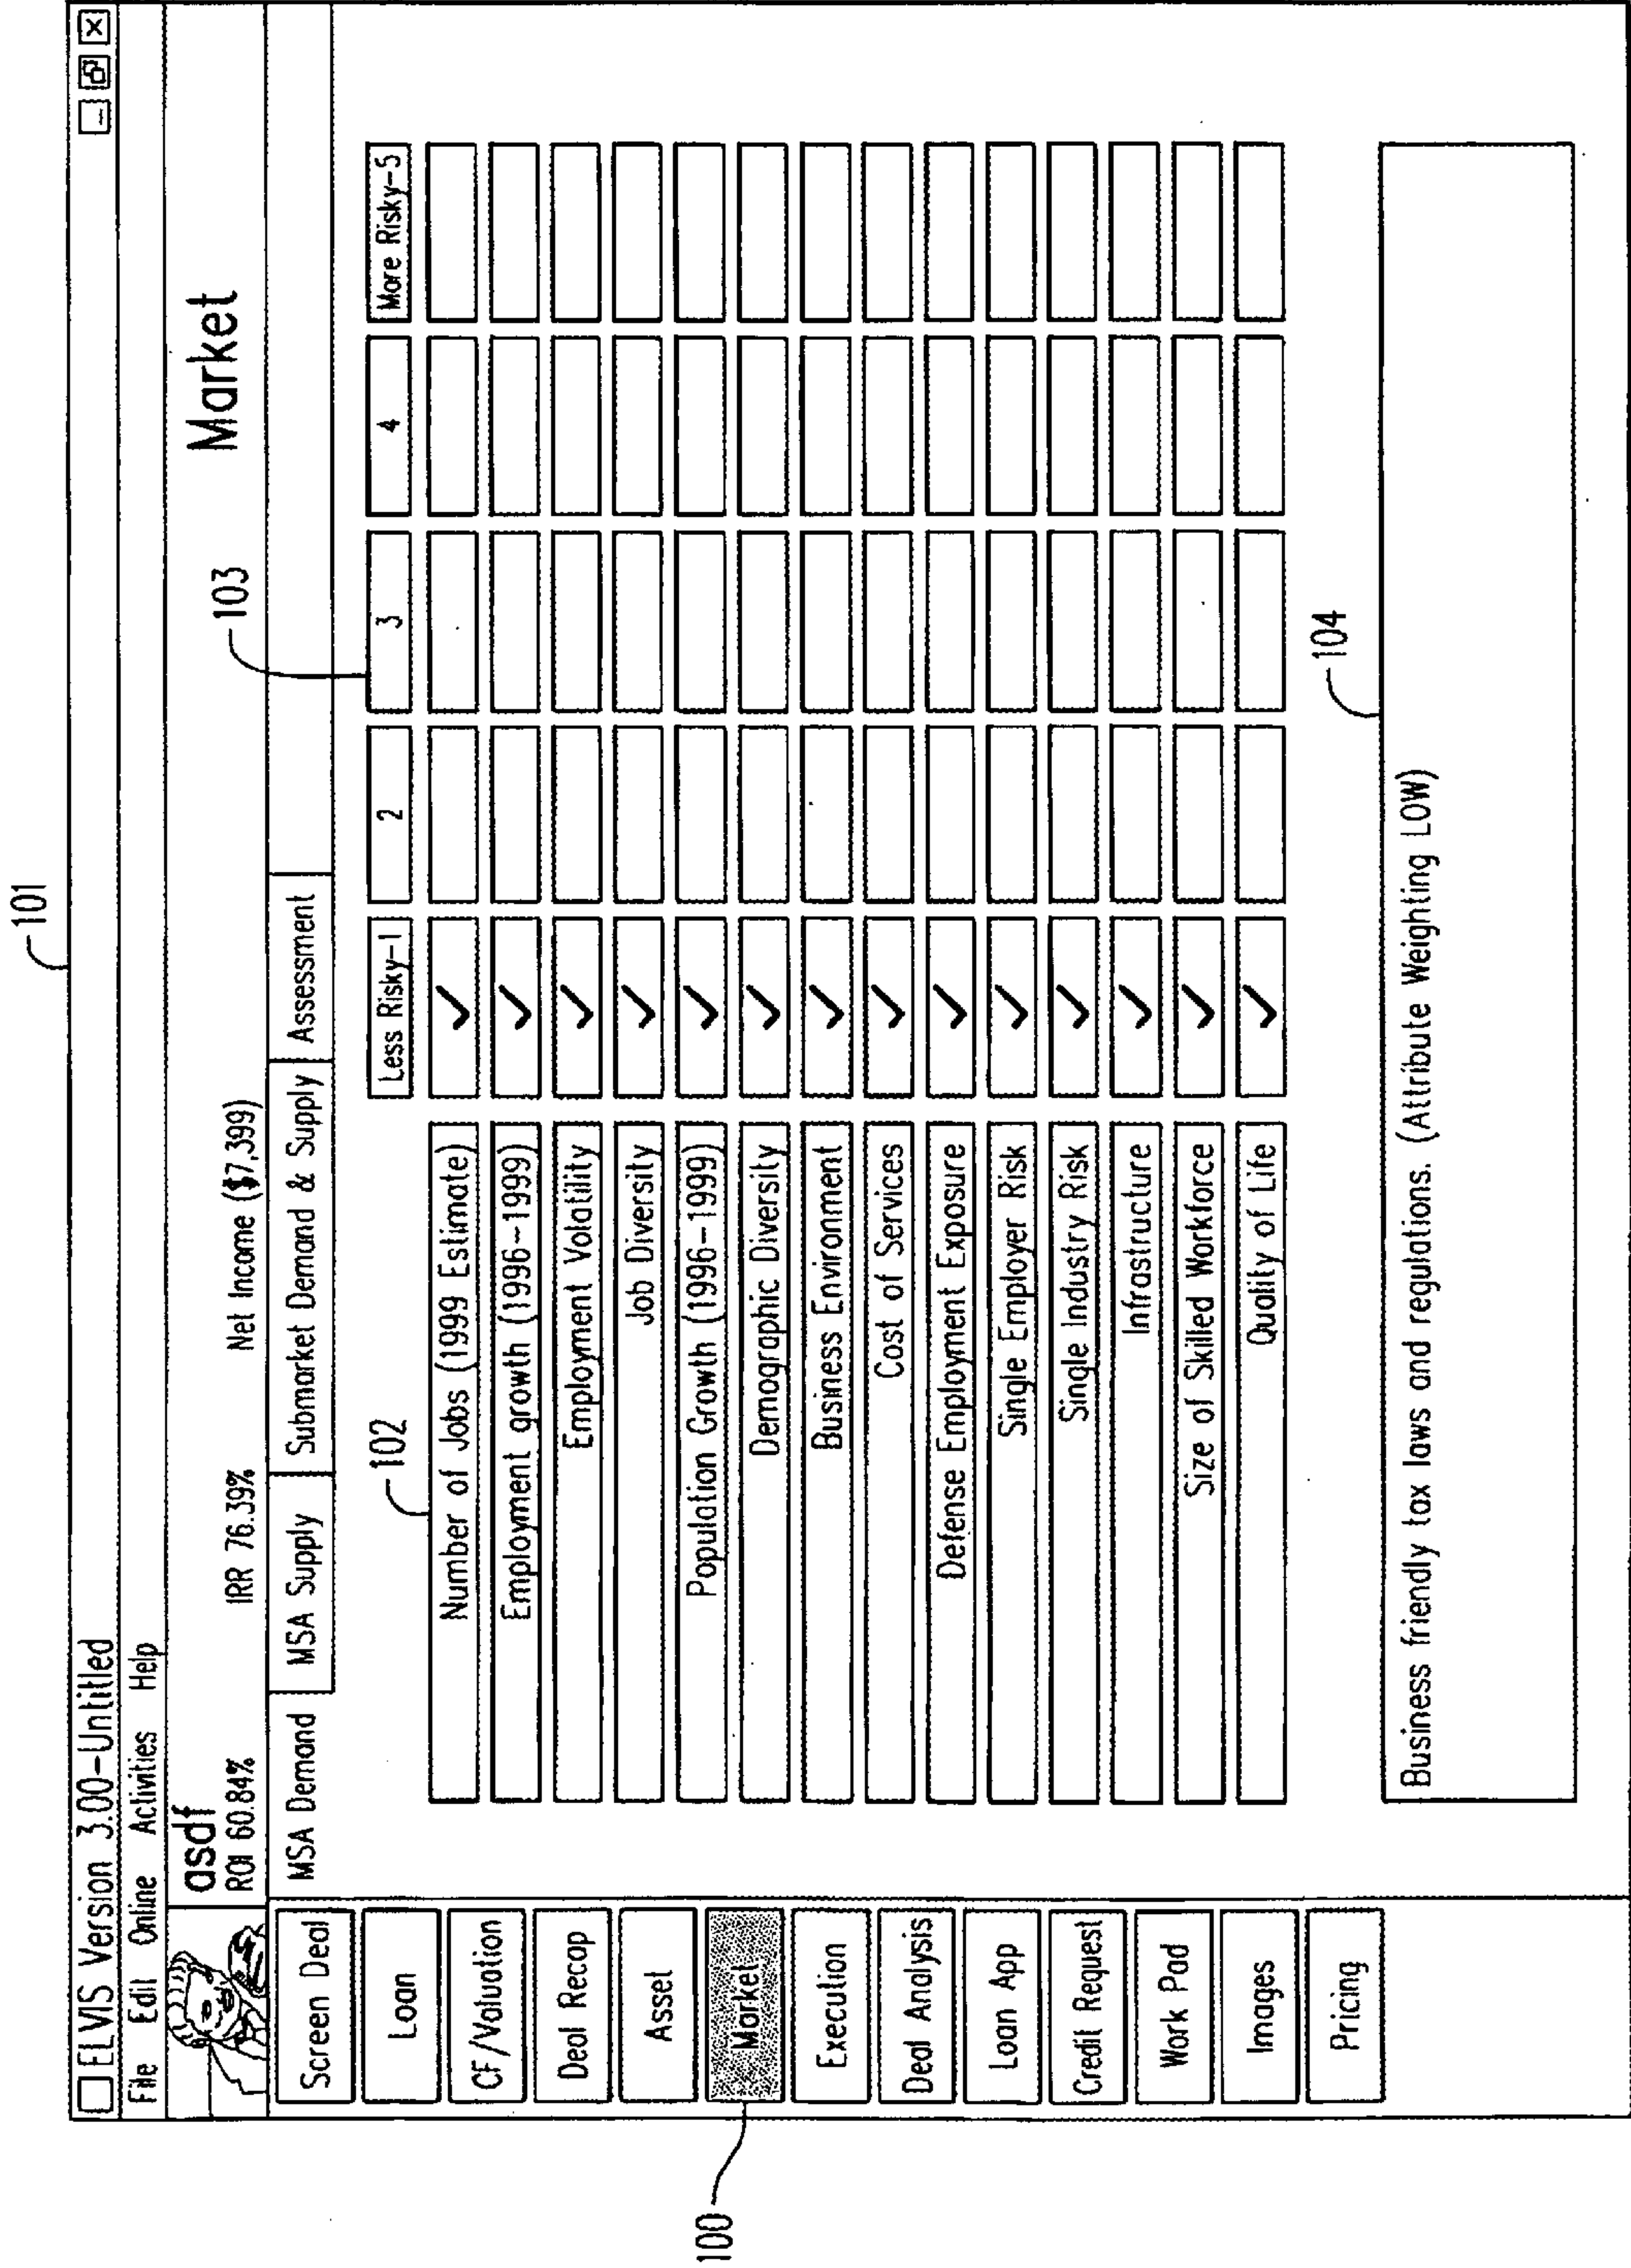 101
ELVIS Version 3.00-Untitled
File Edit Online Activities Help
asdf
Market
ROI 60.84% IRR 76.39% Net Income ($7,399)
103
MSA Demand MSA Supply Submarket Demand & Supply Assessment
Screen Deal
Loan
CF/Valuation
Deal Recap
Asset
Market
Execution
Deal Analysis
Loan App
Credit Request
Work Pad
Images
Pricing
100
102
Less Risky-1 2 3 4 More Risky-5
Number of Jobs (1999 Estimate)
Employment growth (1996-1999)
Employment Volatility
Job Diversity
Population Growth (1996-1999)
Demographic Diversity
Business Environment
Cost of Services
Defense Employment Exposure
Single Employer Risk
Single Industry Risk
Infrastructure
Size of Skilled Workforce
Quality of Life
104
Business friendly tax laws and regulations. (Attribute Weighting LOW)